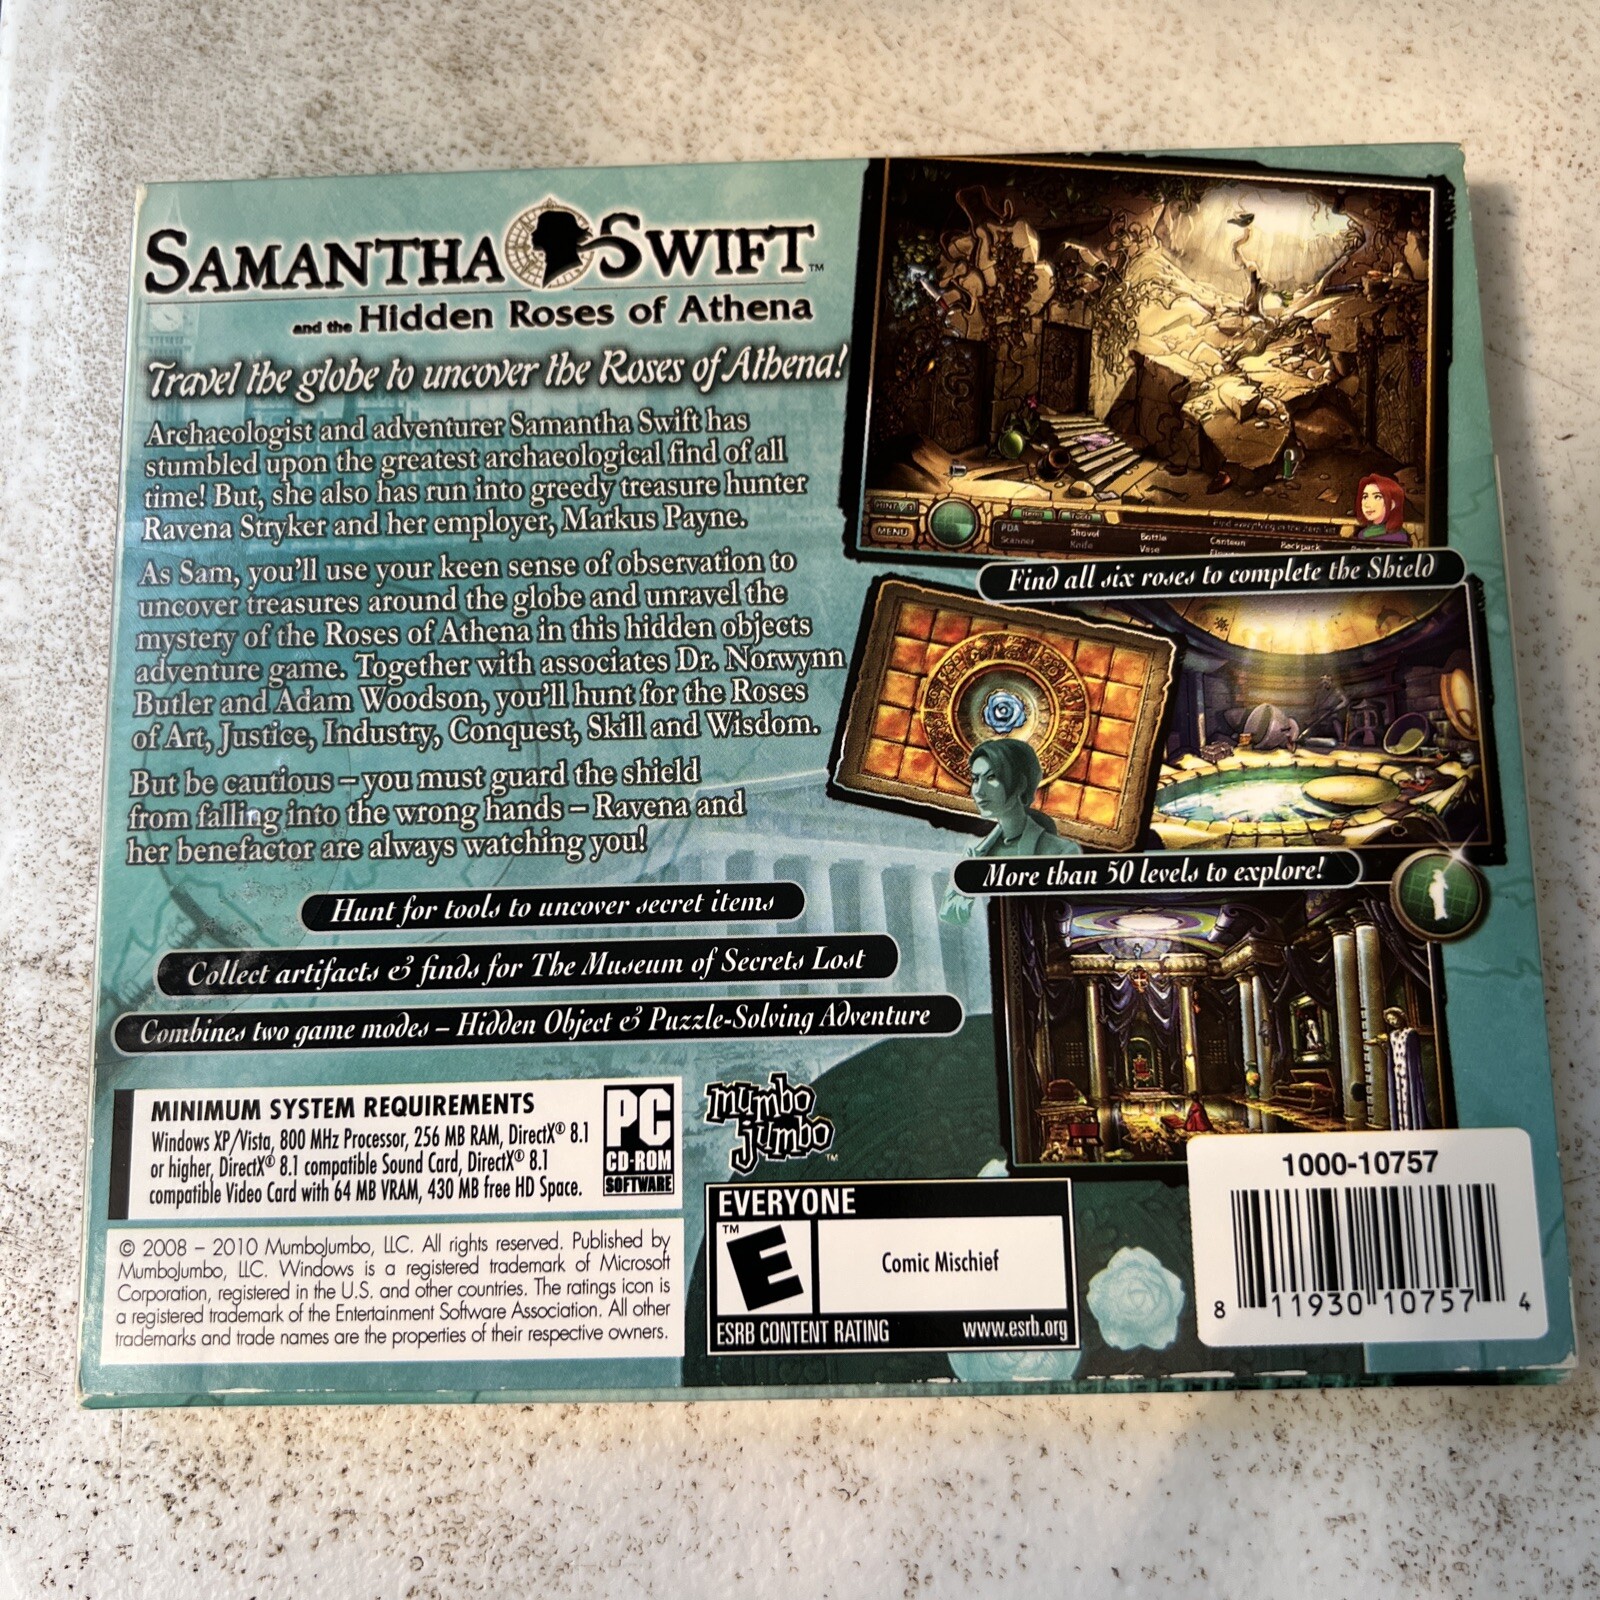 SAMANTHA SWIFT™
and the Hidden Roses of Athena
Travel the globe to uncover the Roses of Athena!
Archaeologist and adventurer Samantha Swift has
stumbled upon the greatest archaeological find of all
time! But, she also has run into greedy treasure hunter
Ravena Stryker and her employer, Markus Payne.
As Sam, you'll use your keen sense of observation to
uncover treasures around the globe and unravel the
mystery of the Roses of Athena in this hidden objects
adventure game. Together with associates Dr. Norwynn
Butler and Adam Woodson, you'll hunt for the Roses
of Art, Justice, Industry, Conquest, Skill and Wisdom.
But be cautious – you must guard the shield
from falling into the wrong hands – Ravena and
her benefactor are always watching you!
Hunt for tools to uncover secret items
Collect artifacts & finds for The Museum of Secrets Lost
Combines two game modes – Hidden Object & Puzzle-Solving Adventure
MENU
PDA Shovel Bottle Canteen Backpack
Scanner Knife Vase
Find all six roses to complete the Shield
More than 50 levels to explore!
MINIMUM SYSTEM REQUIREMENTS
Windows XP/Vista, 800 MHz Processor, 256 MB RAM, DirectX® 8.1
or higher, DirectX® 8.1 compatible Sound Card, DirectX® 8.1
compatible Video Card with 64 MB VRAM, 430 MB free HD Space.
PC
CD-ROM
SOFTWARE
© 2008 – 2010 MumboJumbo, LLC. All rights reserved. Published by
MumboJumbo, LLC. Windows is a registered trademark of Microsoft
Corporation, registered in the U.S. and other countries. The ratings icon is
a registered trademark of the Entertainment Software Association. All other
trademarks and trade names are the properties of their respective owners.
mumbo
jumbo™
EVERYONE
™
E
Comic Mischief
ESRB CONTENT RATING www.esrb.org
1000-10757
8 11930 10757 4